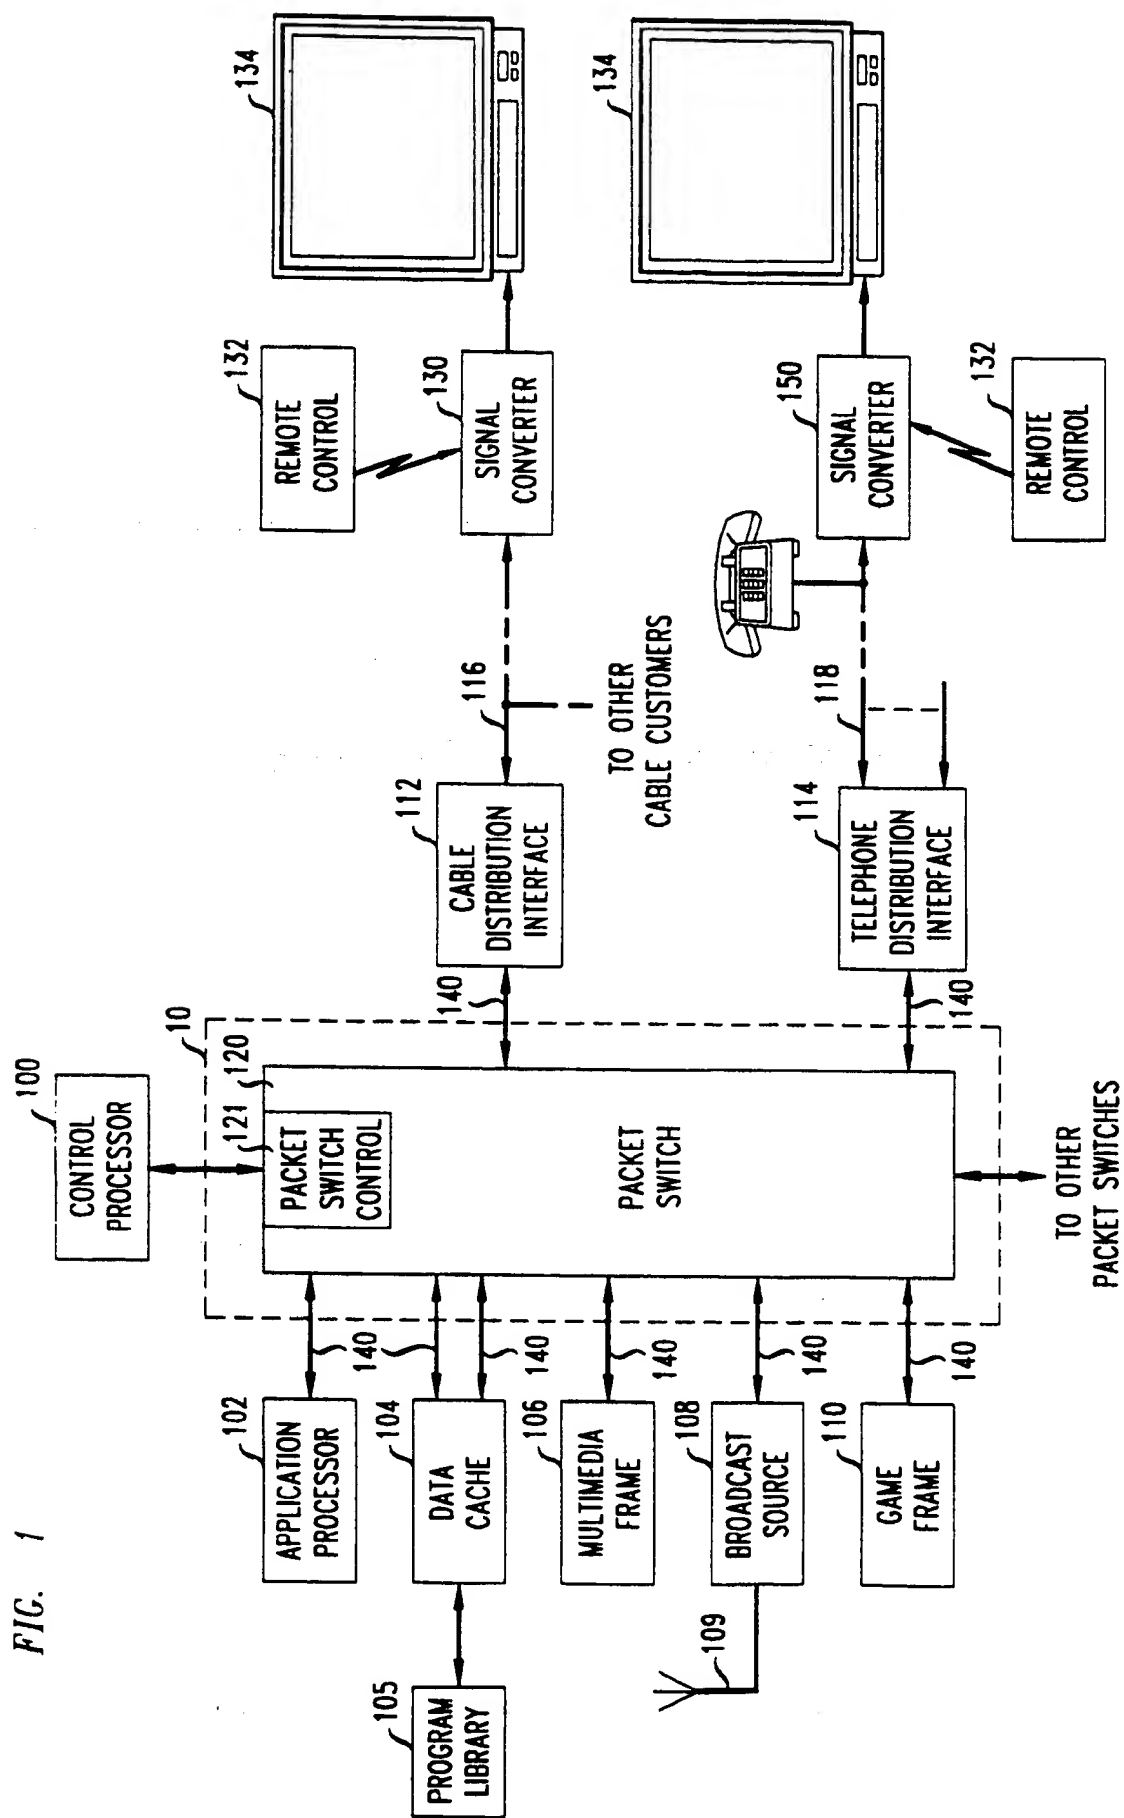 FIG. 1
100
CONTROL
PROCESSOR
10
120
121
PACKET
SWITCH
CONTROL
PACKET
SWITCH
TO OTHER
PACKET SWITCHES
102
APPLICATION
PROCESSOR
140
104
DATA
CACHE
140
105
PROGRAM
LIBRARY
106
MULTIMEDIA
FRAME
140
108
BROADCAST
SOURCE
140
109
110
GAME
FRAME
140
140
112
CABLE
DISTRIBUTION
INTERFACE
116
TO OTHER
CABLE CUSTOMERS
132
REMOTE
CONTROL
130
SIGNAL
CONVERTER
134
140
114
TELEPHONE
DISTRIBUTION
INTERFACE
118
150
SIGNAL
CONVERTER
132
REMOTE
CONTROL
134